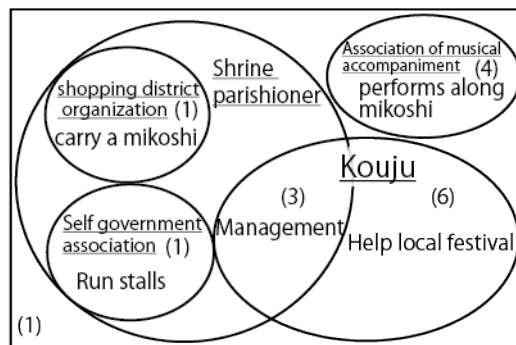 Shrine
parishioner
shopping district
organization (1)
carry a mikoshi
Self government
association (1)
Run stalls
(3)
Management
Kouju
(6)
Help local festival
Association of musical
accompaniment (4)
performs along
mikoshi
(1)